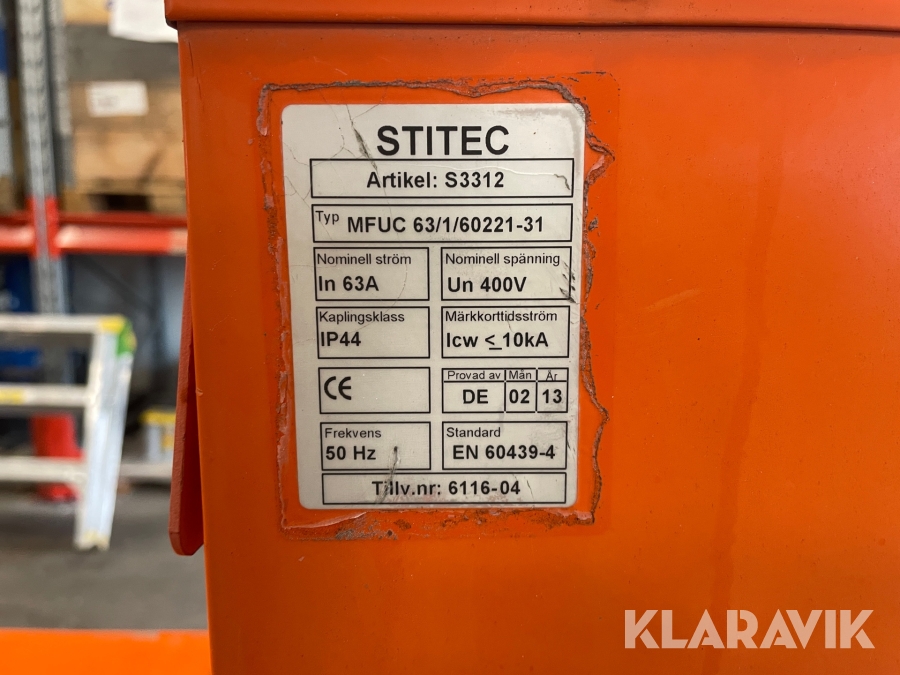 STITEC
Artikel: S3312
Typ MFUC 63/1/60221-31
Nominell ström Nominell spänning
In 63A Un 400V
Kaplingsklass Märkkorttidsström
IP44 Icw ≤ 10kA
CE Provad av Mån År
DE 02 13
Frekvens Standard
50 Hz EN 60439-4
Tillv.nr: 6116-04
KLARAVIK